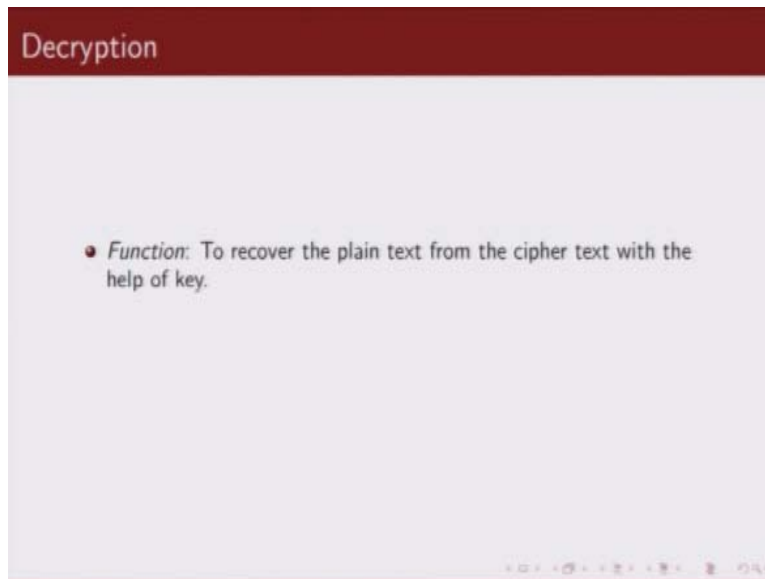 Decryption
Function: To recover the plain text from the cipher text with the
help of key.